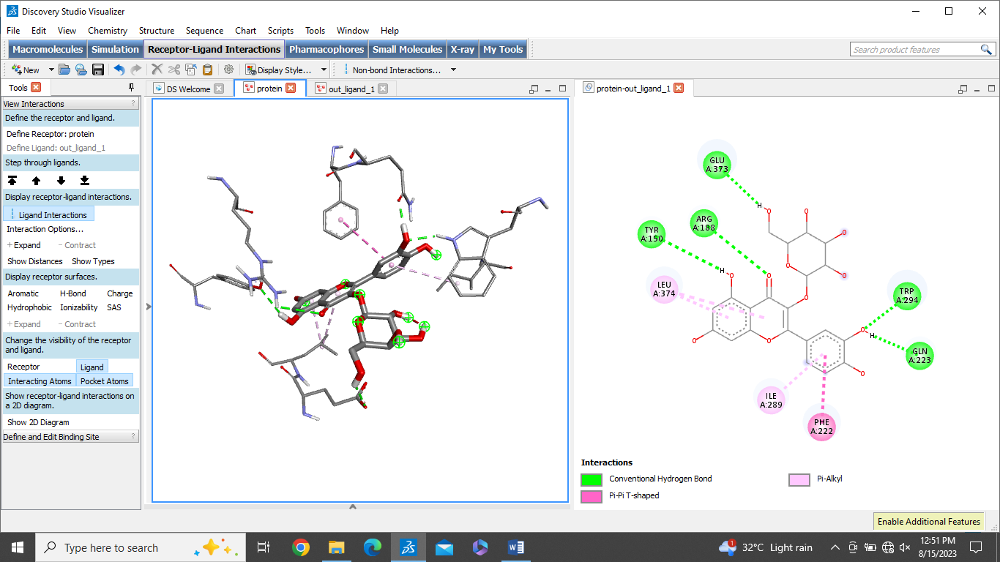 Discovery Studio Visualizer
File Edit View Chemistry Structure Sequence Chart Scripts Tools Window Help
Macromolecules Simulation Receptor-Ligand Interactions Pharmacophores Small Molecules X-ray My Tools
Search product features
New Display Style... Non-bond Interactions...
Tools
DS Welcome protein out_ligand_1
protein-out_ligand_1
View Interactions ?
Define the receptor and ligand.
Define Receptor: protein
Define Ligand: out_ligand_1
Step through ligands.
Display receptor-ligand interactions.
Ligand Interactions
Interaction Options...
+ Expand − Contract
Show Distances Show Types
Display receptor surfaces.
Aromatic H-Bond Charge
Hydrophobic Ionizability SAS
+ Expand − Contract
Change the visibility of the receptor
and ligand.
Receptor Ligand
Interacting Atoms Pocket Atoms
Show receptor-ligand interactions on
a 2D diagram.
Show 2D Diagram
Define and Edit Binding Site ?
GLU
A:373
H
O
O
ARG
A:188
TYR
A:150
O
O
H
O
O
O
LEU
A:374
O
O
TRP
A:294
O
H
O
O
GLN
A:223
O
ILE
A:289
PHE
A:222
Interactions
Conventional Hydrogen Bond
Pi-Pi T-shaped
Pi-Alkyl
Enable Additional Features
Type here to search
1
32°C Light rain
12:51 PM
8/15/2023